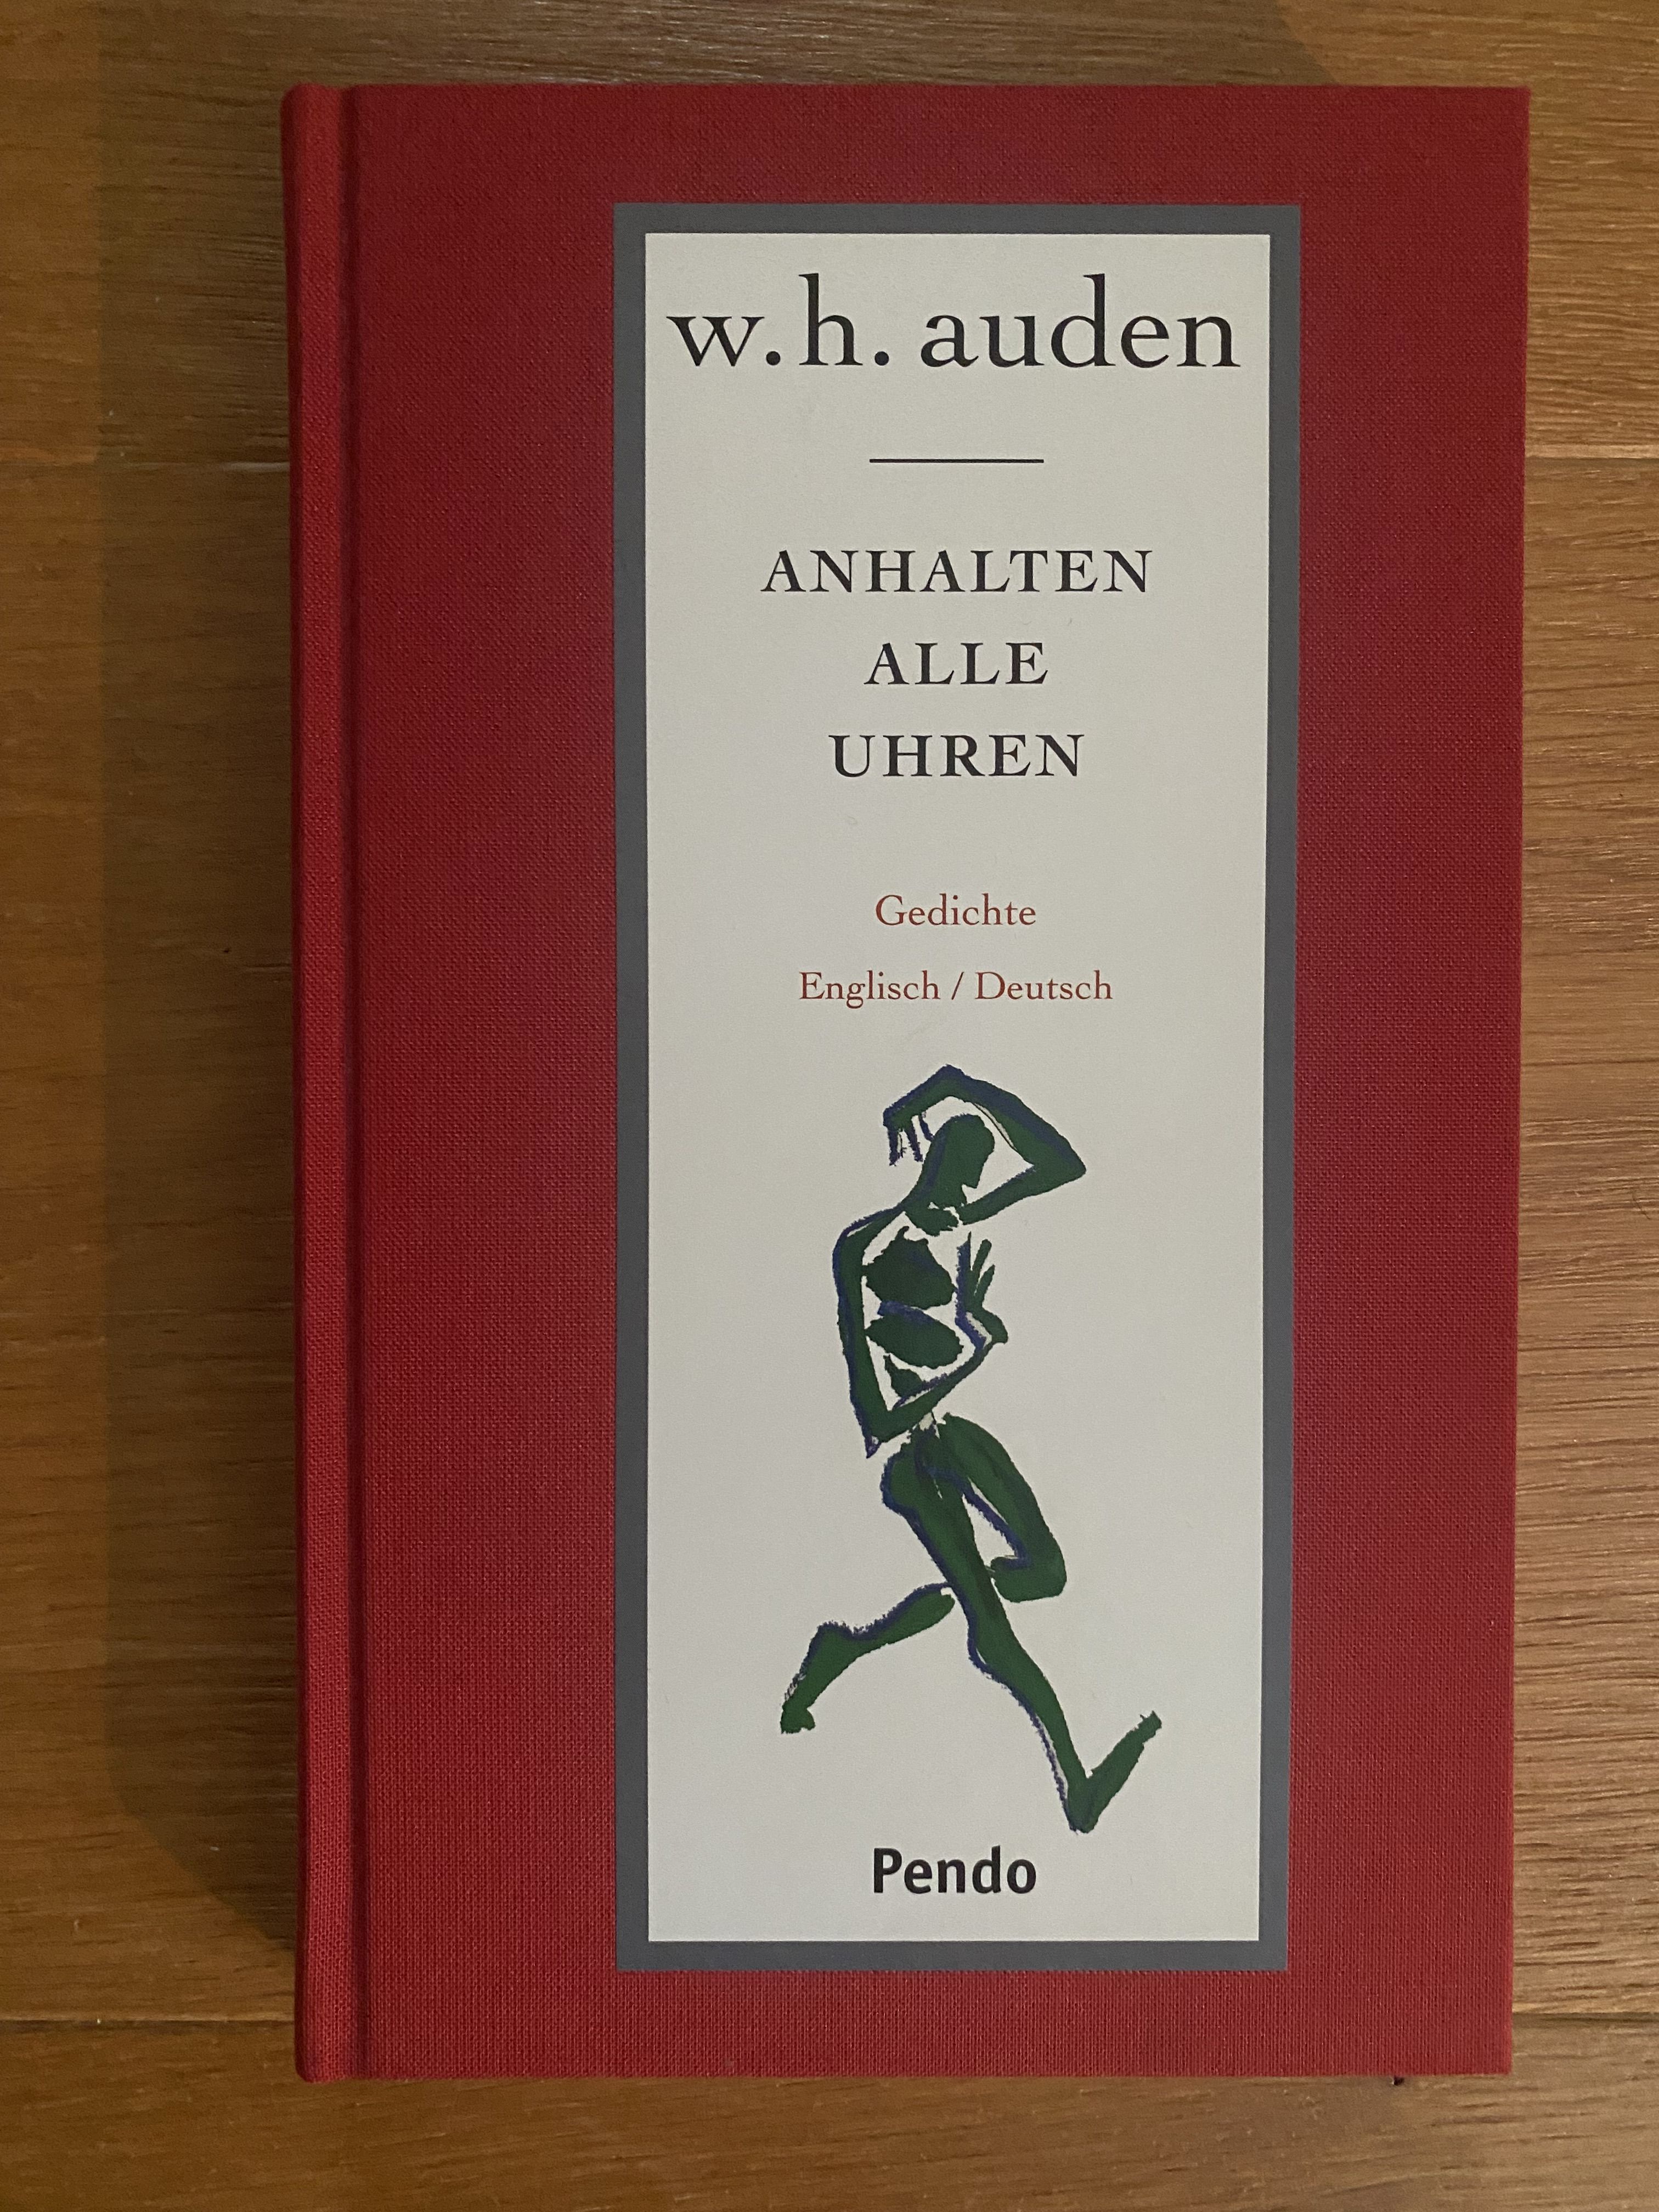 w. h. auden
ANHALTEN
ALLE
UHREN
Gedichte
Englisch / Deutsch
Pendo